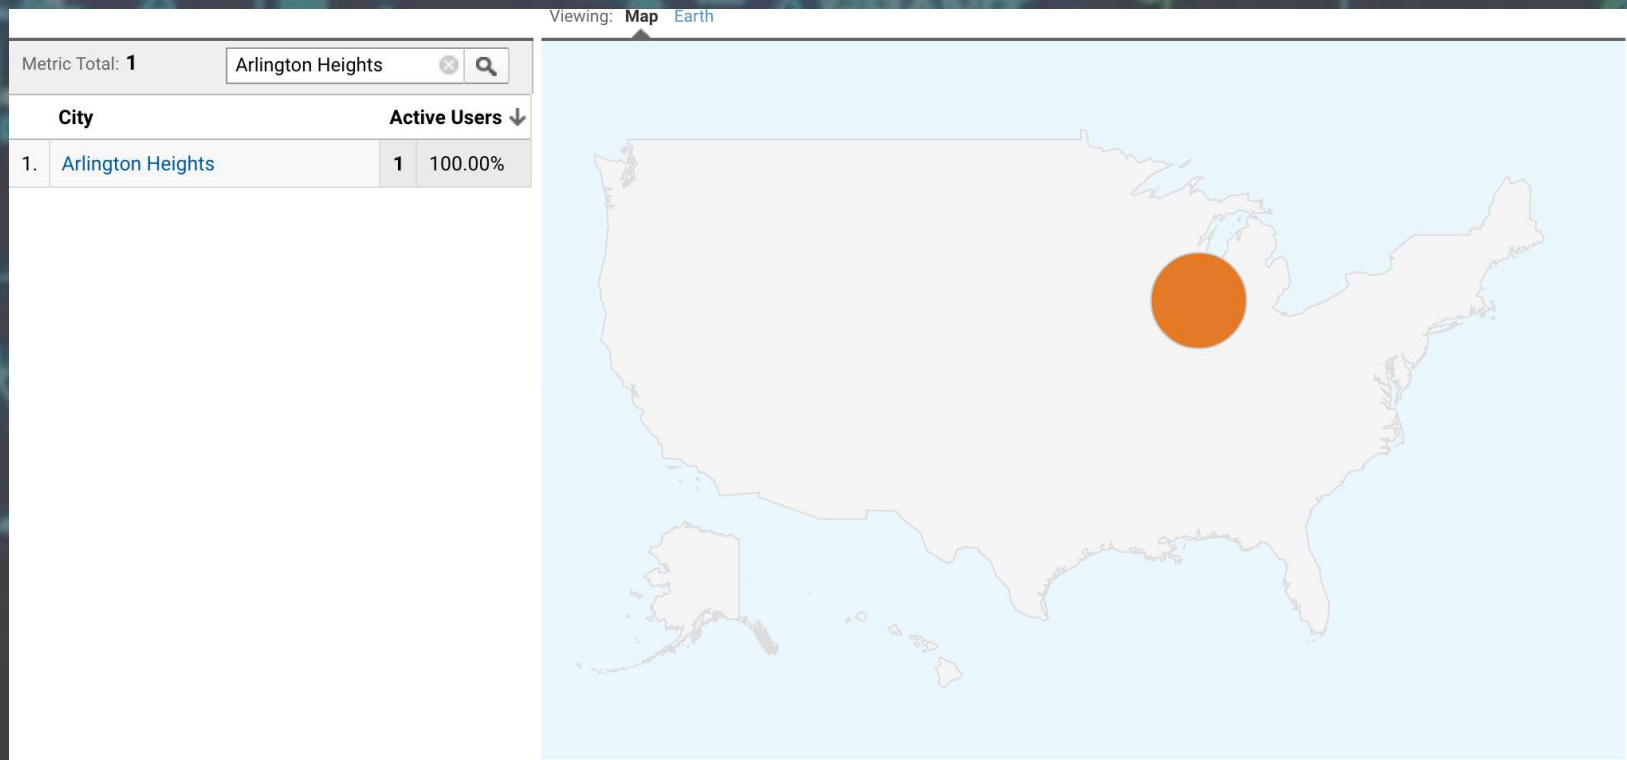 Viewing: Map Earth
Metric Total: 1 Arlington Heights
City Active Users
1. Arlington Heights 1 100.00%